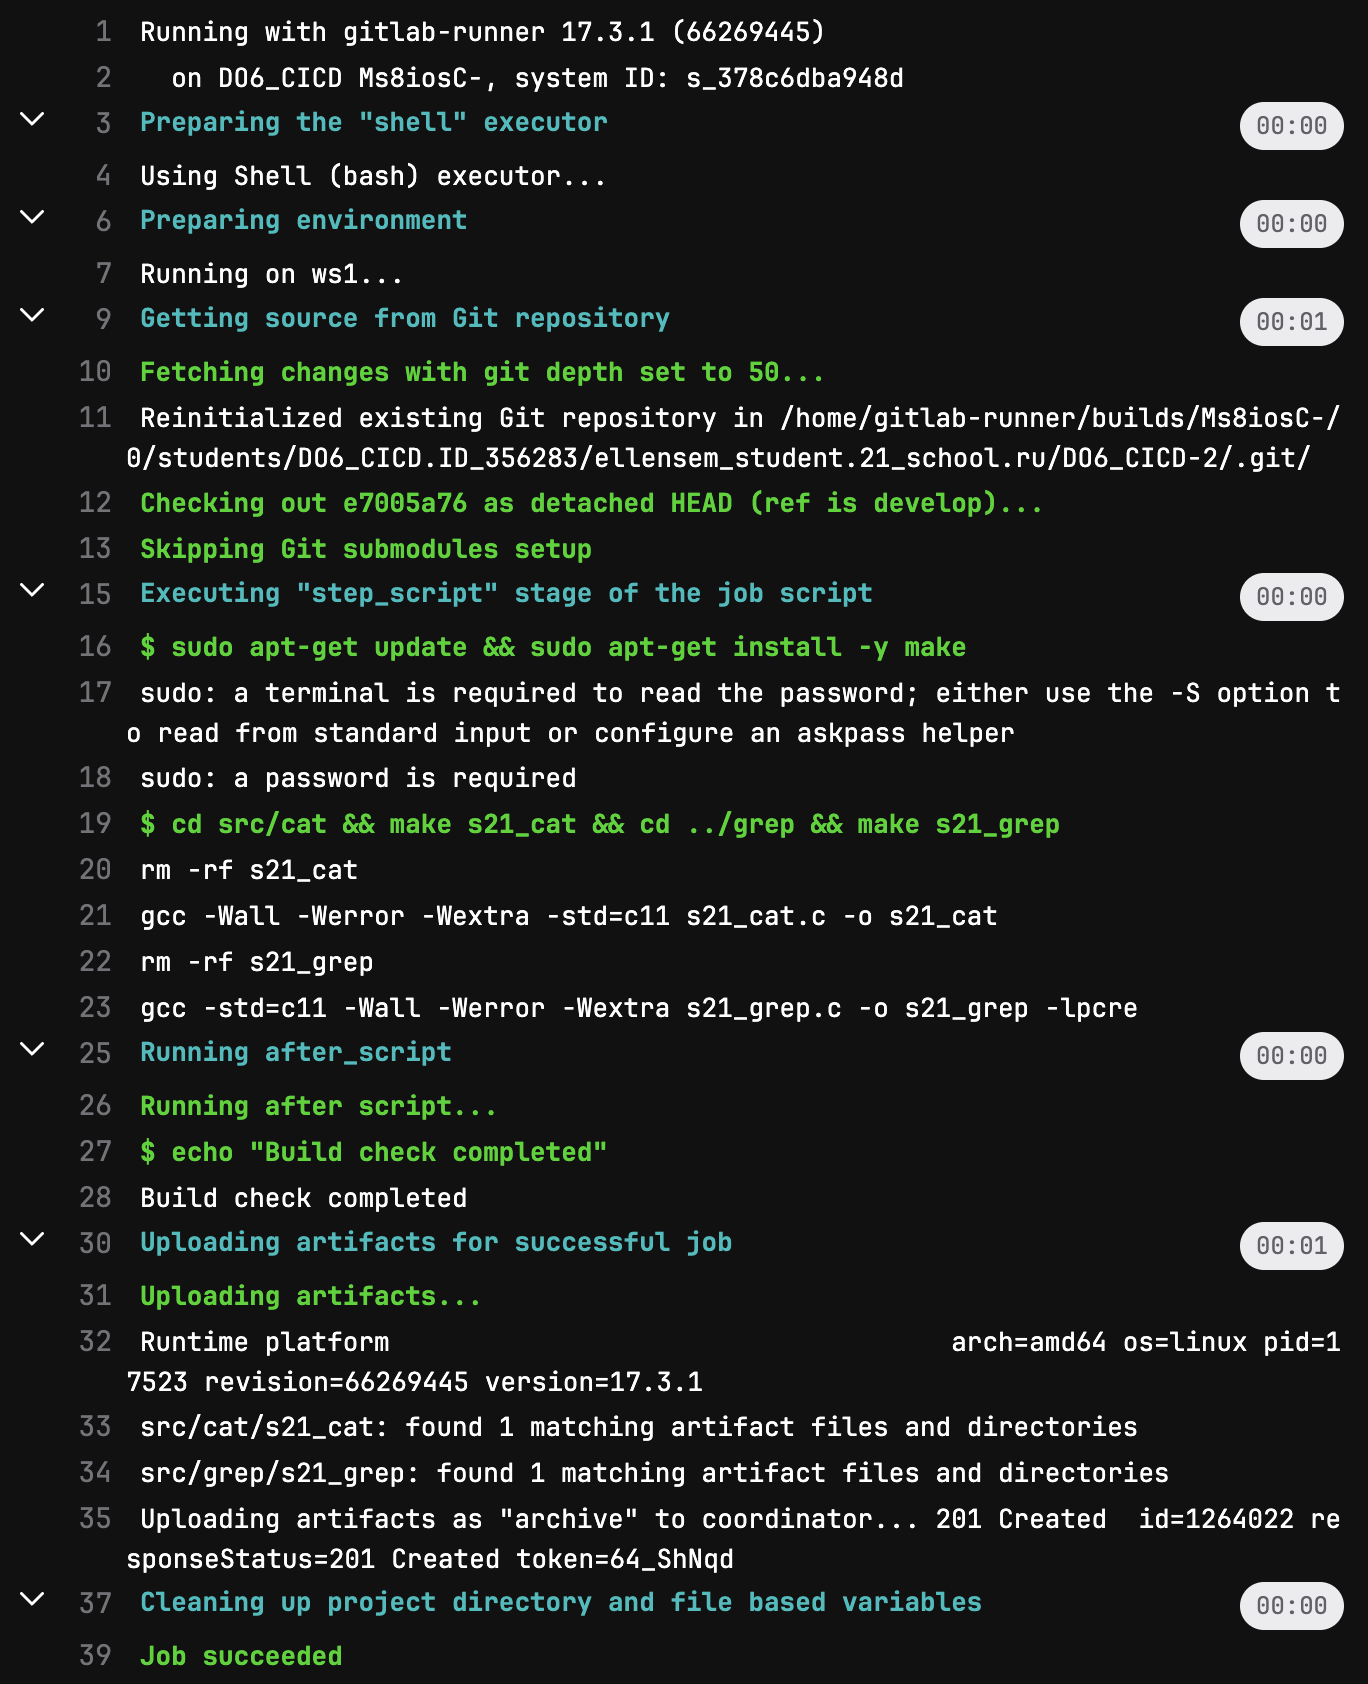 1 Running with gitlab-runner 17.3.1 (66269445)
2 on DO6_CICD Ms8iosC-, system ID: s_378c6dba948d
3 Preparing the "shell" executor 00:00
4 Using Shell (bash) executor...
6 Preparing environment 00:00
7 Running on ws1...
9 Getting source from Git repository 00:01
10 Fetching changes with git depth set to 50...
11 Reinitialized existing Git repository in /home/gitlab-runner/builds/Ms8iosC-/
0/students/DO6_CICD.ID_356283/ellensem_student.21_school.ru/DO6_CICD-2/.git/
12 Checking out e7005a76 as detached HEAD (ref is develop)...
13 Skipping Git submodules setup
15 Executing "step_script" stage of the job script 00:00
16 $ sudo apt-get update && sudo apt-get install -y make
17 sudo: a terminal is required to read the password; either use the -S option t
o read from standard input or configure an askpass helper
18 sudo: a password is required
19 $ cd src/cat && make s21_cat && cd ../grep && make s21_grep
20 rm -rf s21_cat
21 gcc -Wall -Werror -Wextra -std=c11 s21_cat.c -o s21_cat
22 rm -rf s21_grep
23 gcc -std=c11 -Wall -Werror -Wextra s21_grep.c -o s21_grep -lpcre
25 Running after_script 00:00
26 Running after script...
27 $ echo "Build check completed"
28 Build check completed
30 Uploading artifacts for successful job 00:01
31 Uploading artifacts...
32 Runtime platform arch=amd64 os=linux pid=1
7523 revision=66269445 version=17.3.1
33 src/cat/s21_cat: found 1 matching artifact files and directories
34 src/grep/s21_grep: found 1 matching artifact files and directories
35 Uploading artifacts as "archive" to coordinator... 201 Created id=1264022 re
sponseStatus=201 Created token=64_ShNqd
37 Cleaning up project directory and file based variables 00:00
39 Job succeeded